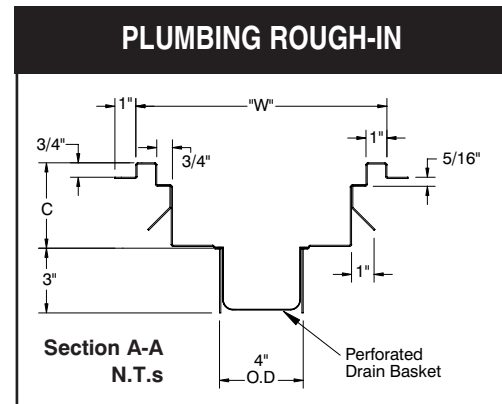 PLUMBING ROUGH-IN
1" "W"
1"
3/4" 3/4" 5/16"
C
3" 1"
Section A-A
N.T.s
4"
O.D
Perforated
Drain Basket